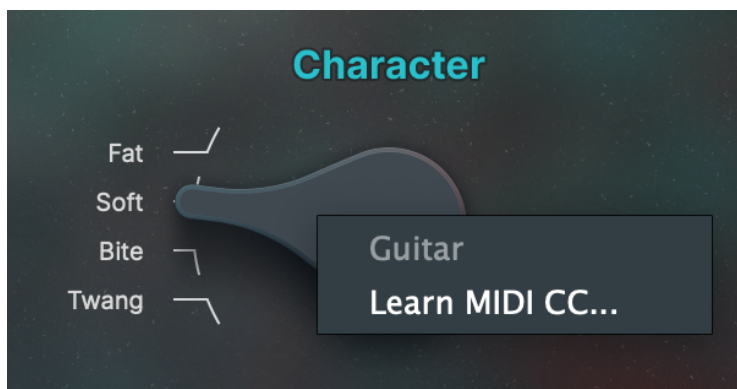 Character
Fat
Soft
Bite
Twang
Guitar
Learn MIDI CC...